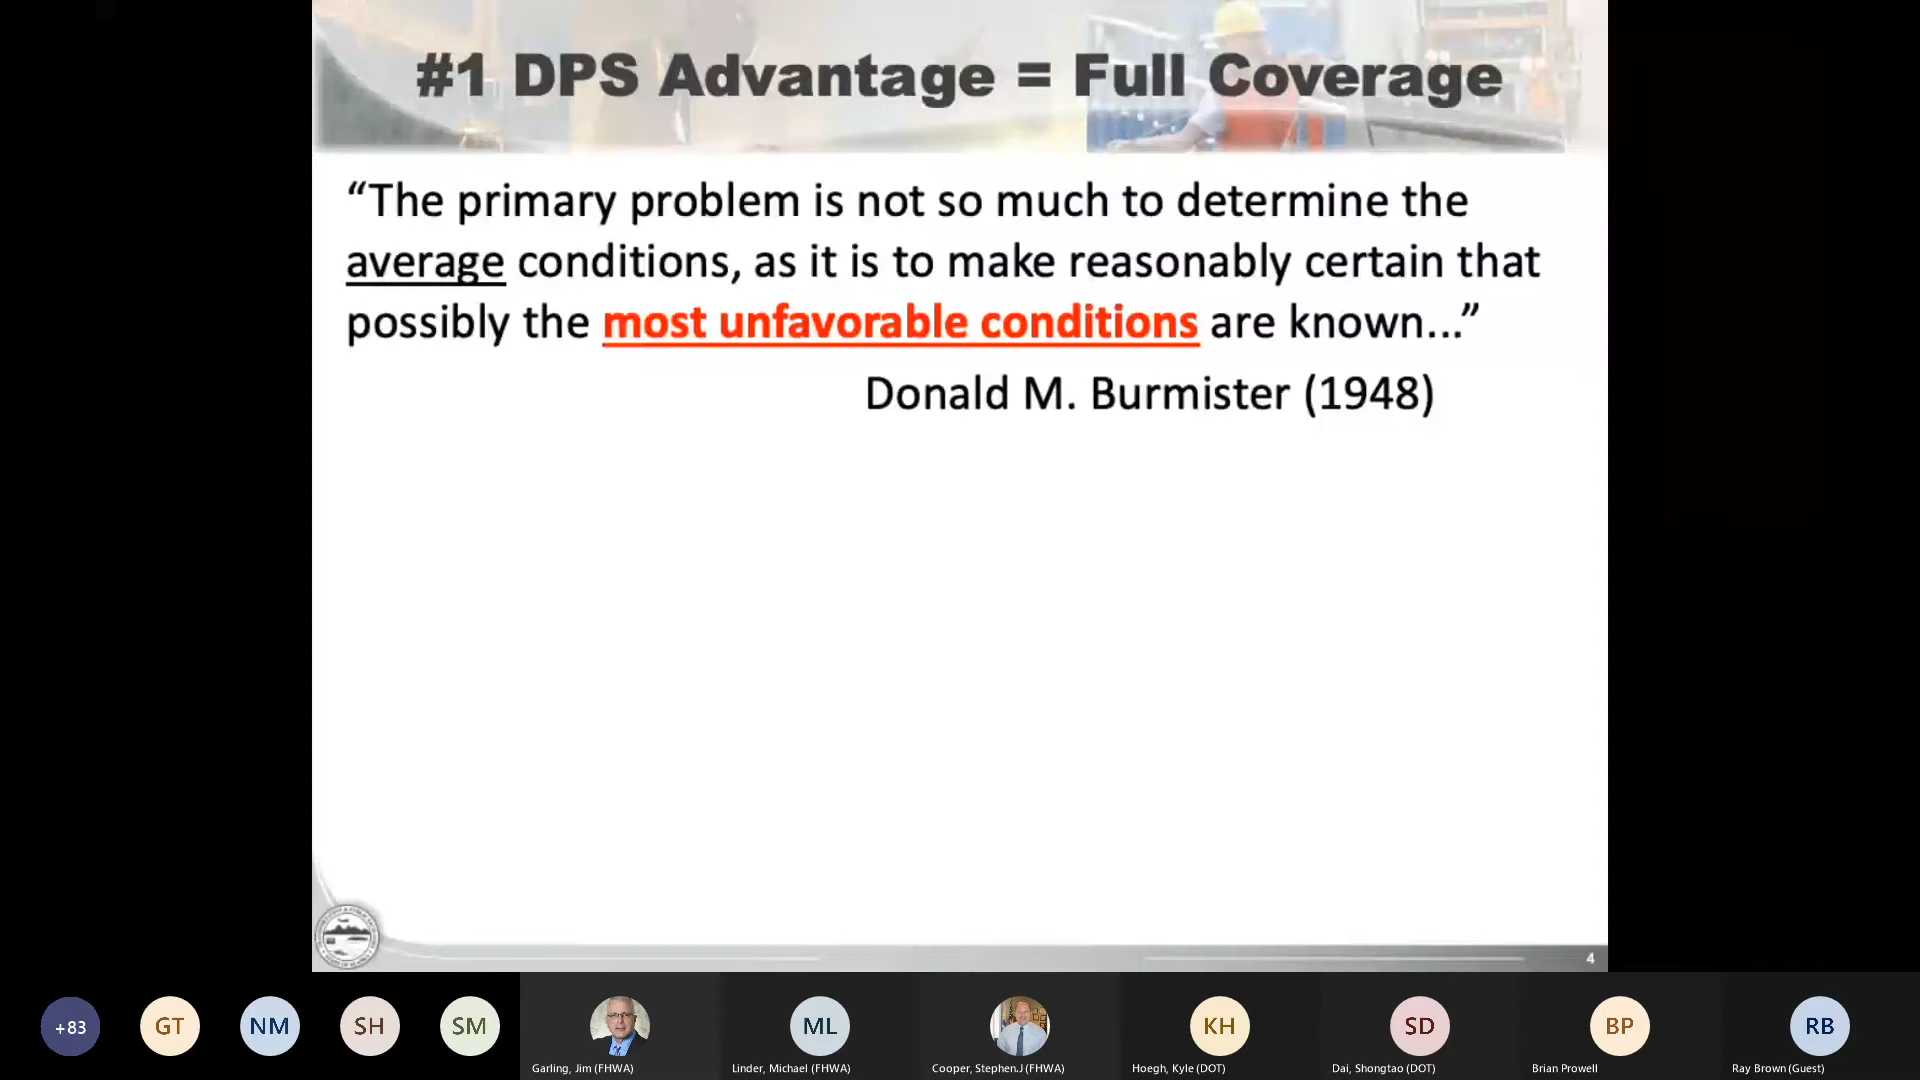 #1 DPS Advantage = Full Coverage
“The primary problem is not so much to determine the
average conditions, as it is to make reasonably certain that
possibly the most unfavorable conditions are known...”
Donald M. Burmister (1948)
4
+83
GT
NM
SH
SM
ML
KH
SD
BP
RB
Garling, Jim (FHWA)
Linder, Michael (FHWA)
Cooper, Stephen.J (FHWA)
Hoegh, Kyle (DOT)
Dai, Shongtao (DOT)
Brian Prowell
Ray Brown (Guest)